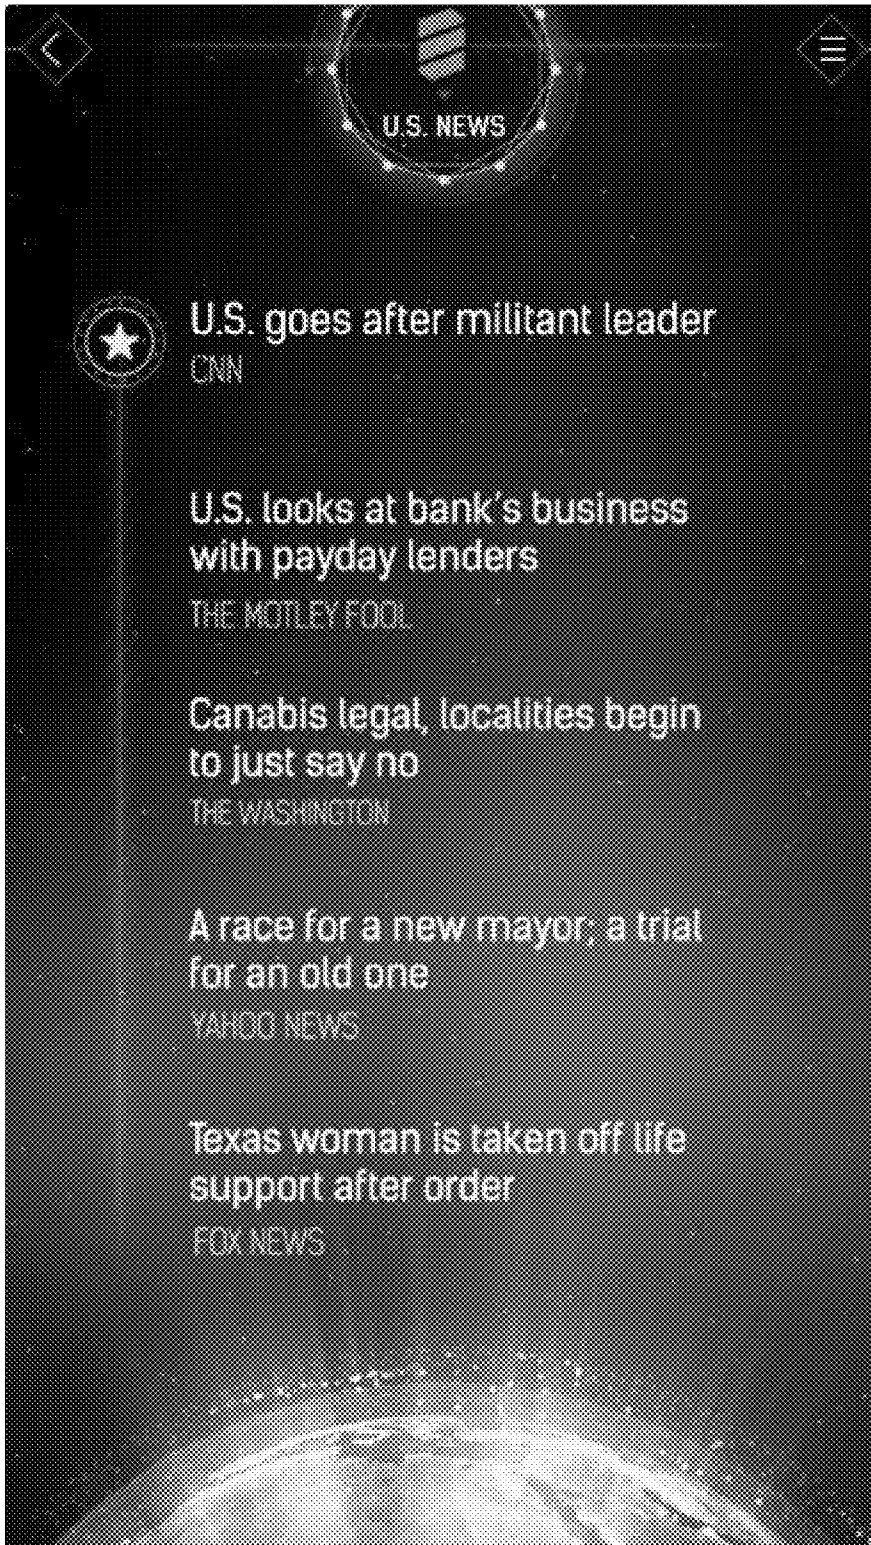 U.S. NEWS
U.S. goes after militant leader
CNN
U.S. looks at bank's business
with payday lenders
THE MOTLEY FOOL
Canabis legal, localities begin
to just say no
THE WASHINGTON
A race for a new mayor; a trial
for an old one
YAHOO NEWS
Texas woman is taken off life
support after order
FOX NEWS